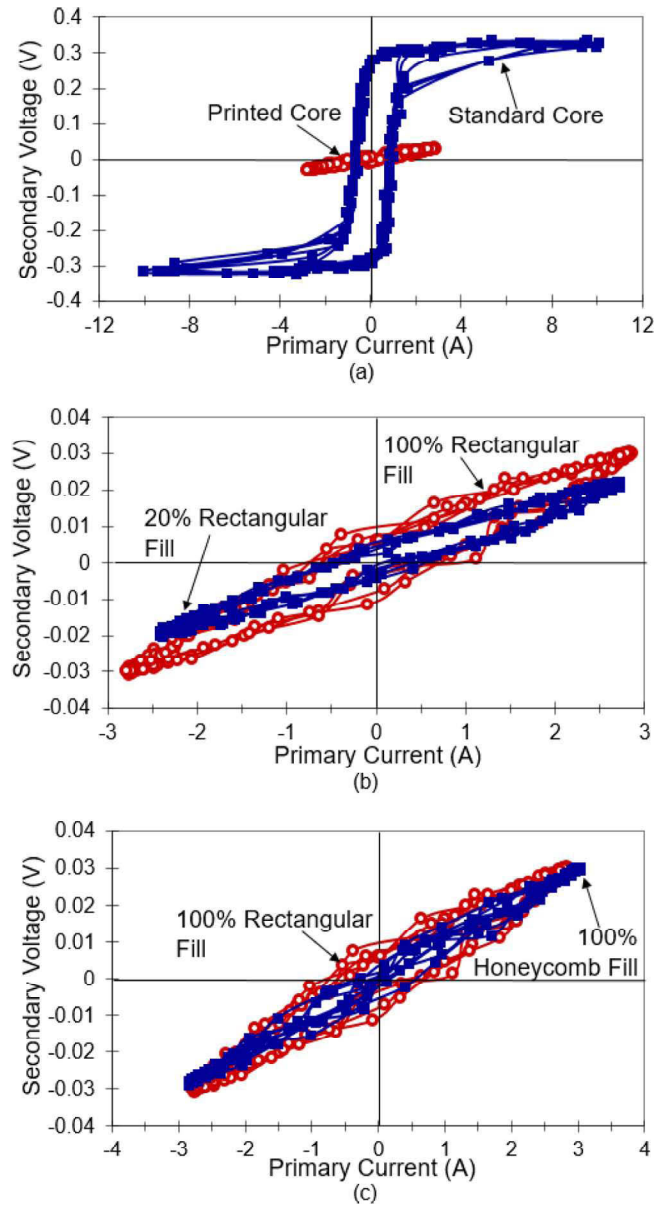 0.4
0.3
0.2
0.1
0
-0.1
-0.2
-0.3
-0.4
Secondary Voltage (V)
Printed Core
Standard Core
-12 -8 -4 0 4 8 12
Primary Current (A)
(a)
0.04
0.03
0.02
0.01
0
-0.01
-0.02
-0.03
-0.04
Secondary Voltage (V)
100% Rectangular
Fill
20% Rectangular
Fill
-3 -2 -1 0 1 2 3
Primary Current (A)
(b)
0.04
0.03
0.02
0.01
0
-0.01
-0.02
-0.03
-0.04
Secondary Voltage (V)
100% Rectangular
Fill
100%
Honeycomb Fill
-4 -3 -2 -1 0 1 2 3 4
Primary Current (A)
(c)